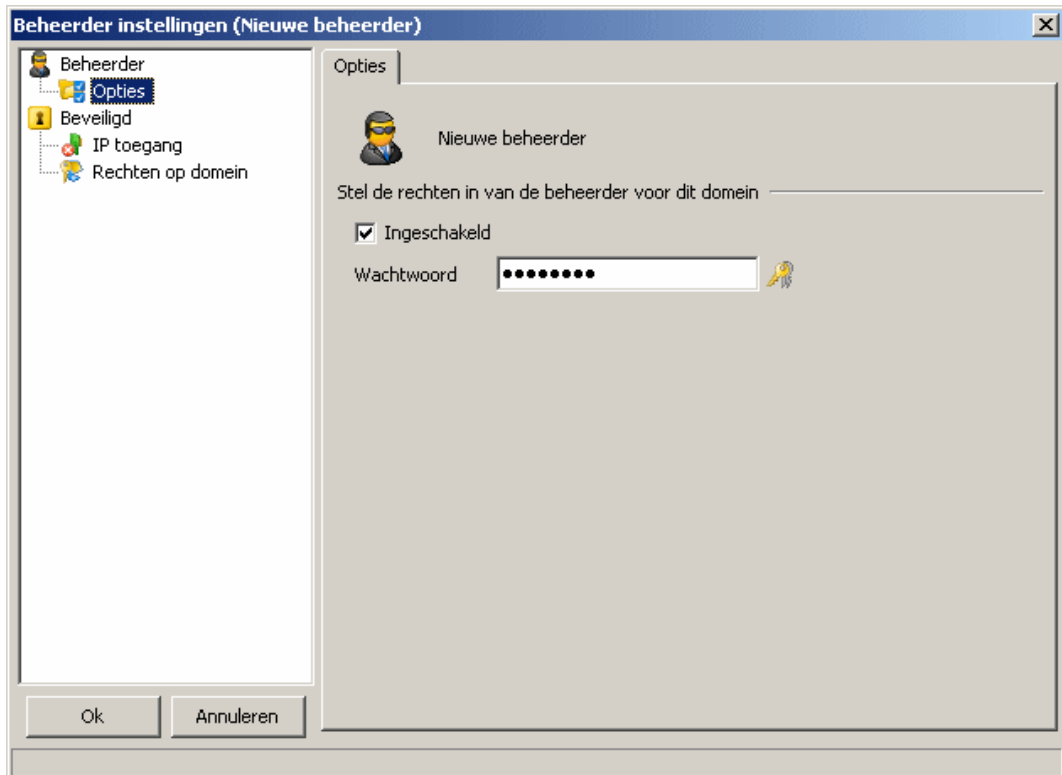 Beheerder instellingen (Nieuwe beheerder)
Beheerder
Opties
Beveiligd
IP toegang
Rechten op domein
Opties
Nieuwe beheerder
Stel de rechten in van de beheerder voor dit domein
Ingeschakeld
Wachtwoord ••••••••
Ok Annuleren